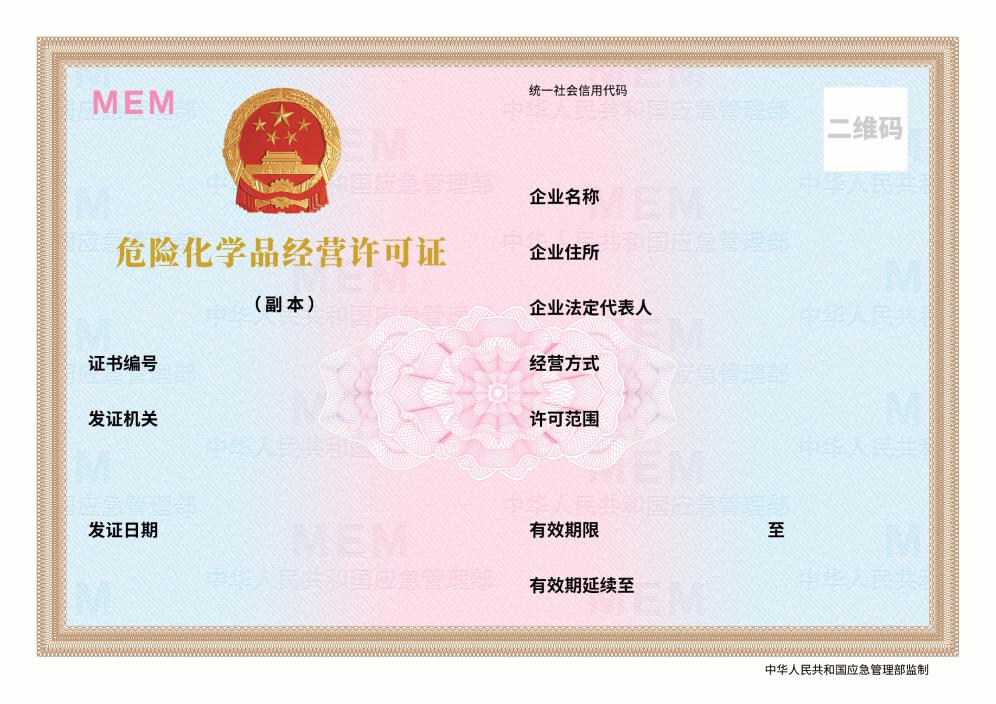 MEM
危险化学品经营许可证
（副本）
证书编号
发证机关
发证日期
统一社会信用代码
二维码
企业名称
企业住所
企业法定代表人
经营方式
许可范围
有效期限 至
有效期延续至
中华人民共和国应急管理部监制